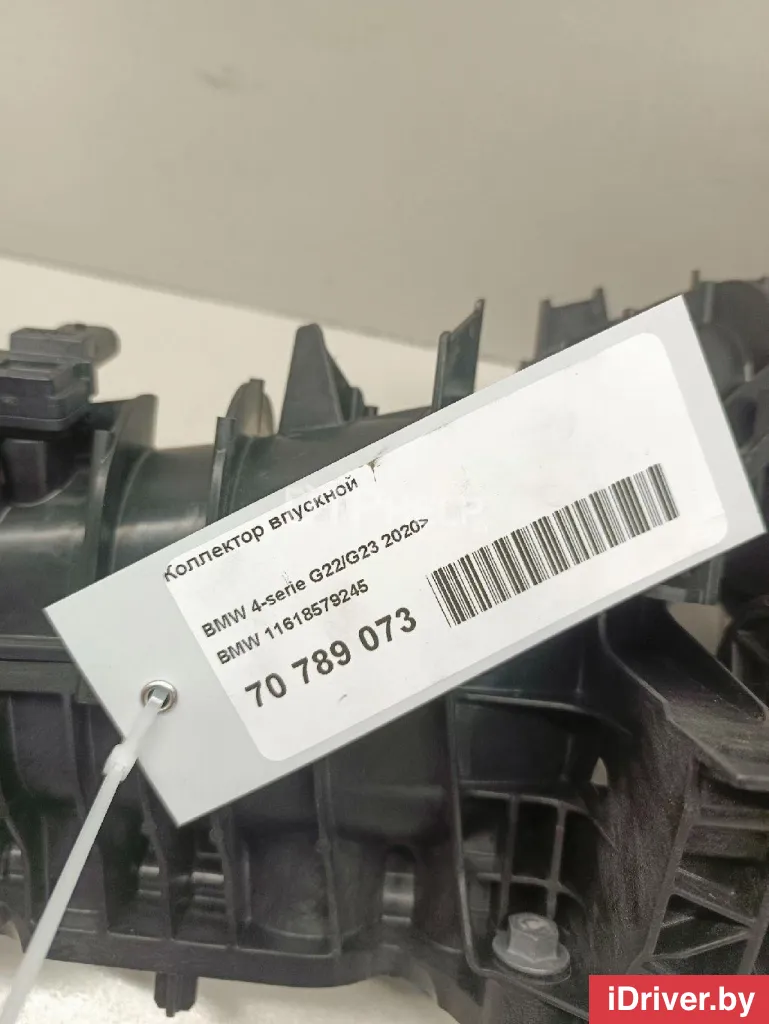 Коллектор впускной
BMW 4-serie G22/G23 2020>
BMW 11618579245
70 789 073
iDriver.by